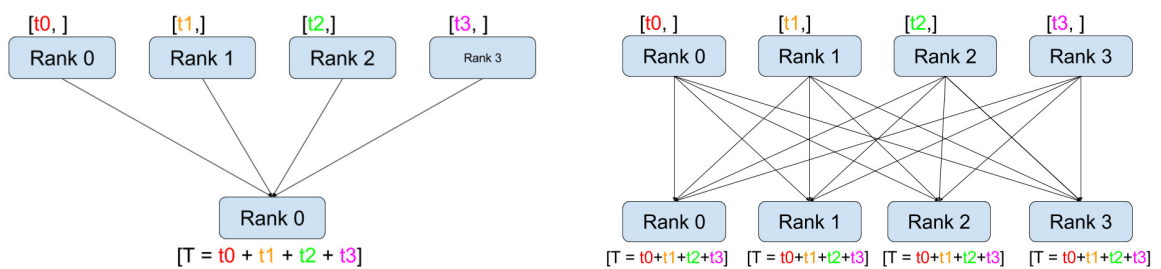 [t0, ] [t1,] [t2,] [t3, ]
Rank 0 Rank 1 Rank 2 Rank 3
Rank 0
[T = t0 + t1 + t2 + t3]
[t0, ] [t1,] [t2,] [t3, ]
Rank 0 Rank 1 Rank 2 Rank 3
Rank 0 Rank 1 Rank 2 Rank 3
[T = t0+t1+t2+t3] [T = t0+t1+t2+t3] [T = t0+t1+t2+t3] [T = t0+t1+t2+t3]